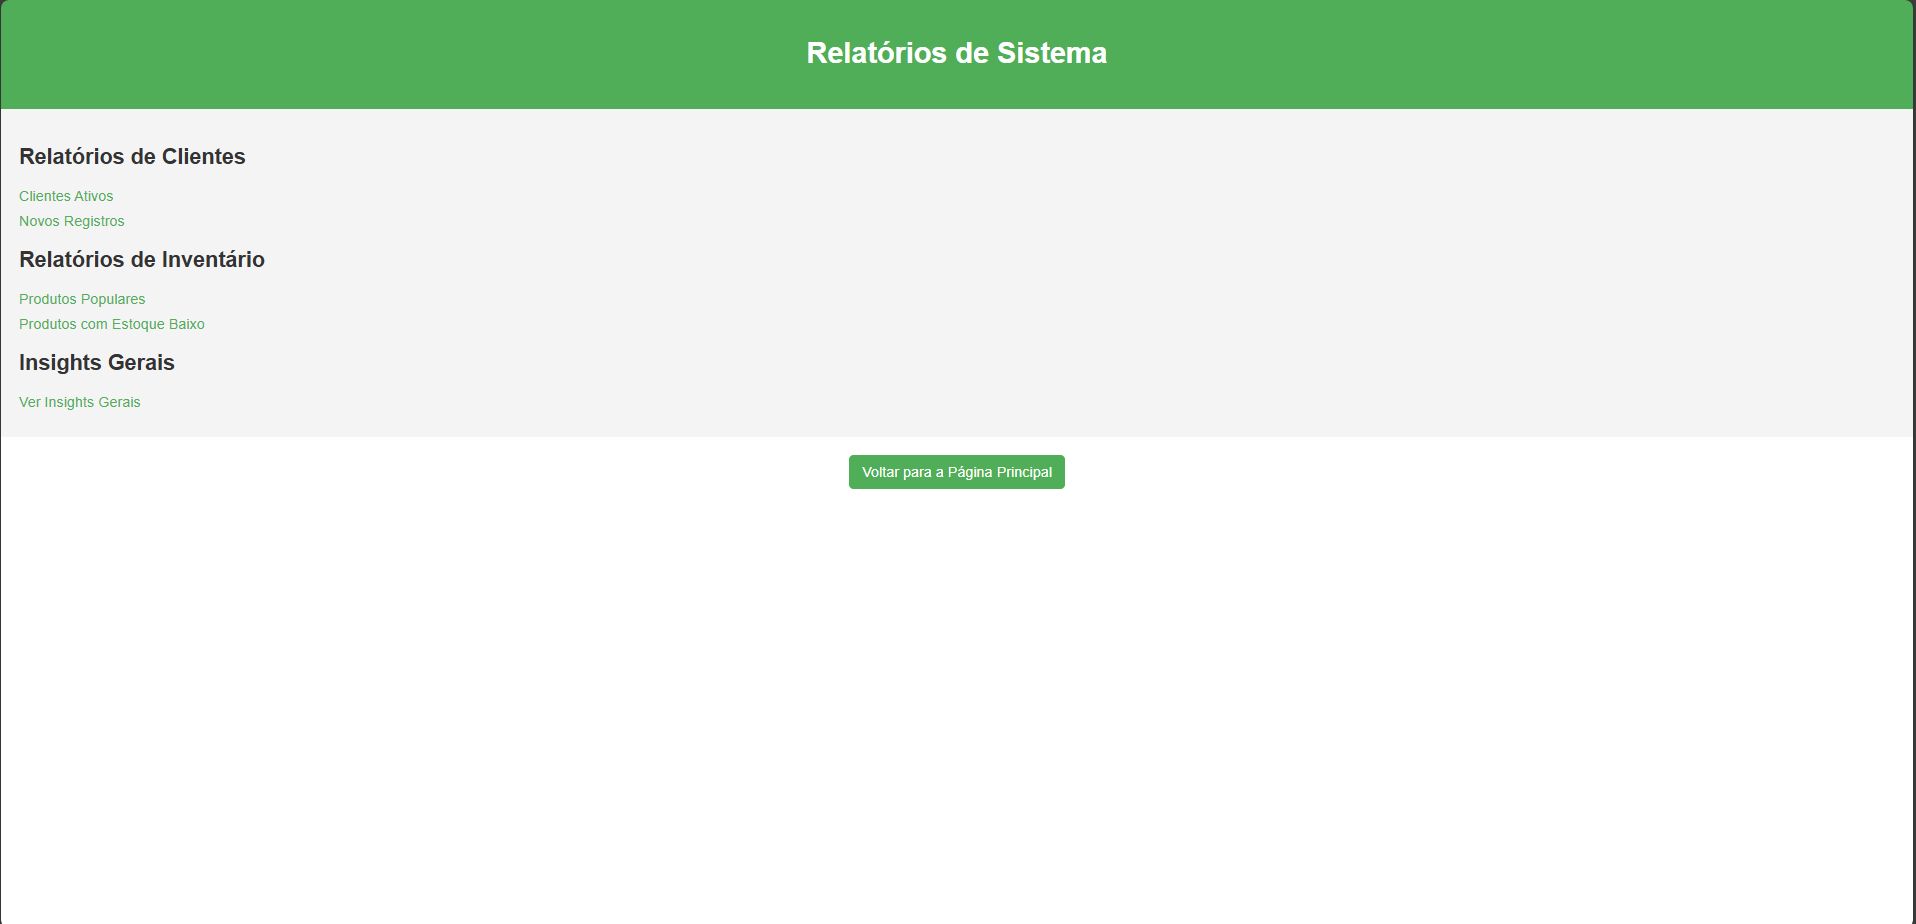 Relatórios de Sistema
Relatórios de Clientes
Clientes Ativos
Novos Registros
Relatórios de Inventário
Produtos Populares
Produtos com Estoque Baixo
Insights Gerais
Ver Insights Gerais
Voltar para a Página Principal